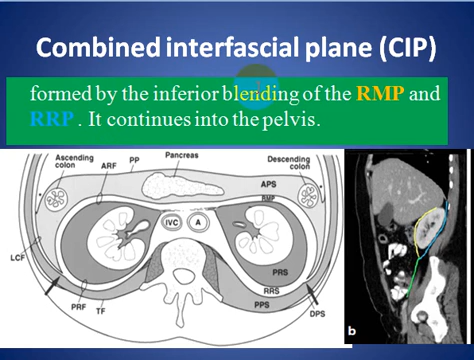 Combined interfascial plane (CIP)
formed by the inferior blending of the RMP and
RRP . It continues into the pelvis.
Ascending
colon
ARF
PP
Pancreas
Descending
colon
APS
RMP
IVC
A
LCF
PRS
RRS
PPS
PRF
TF
DPS
b